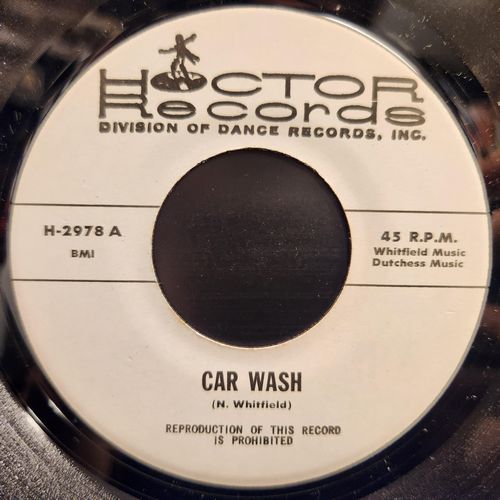 HOCTOR
Records
DIVISION OF DANCE RECORDS, INC.
H-2978 A
BMI
45 R.P.M.
Whitfield Music
Dutchess Music
CAR WASH
(N. Whitfield)
REPRODUCTION OF THIS RECORD
IS PROHIBITED